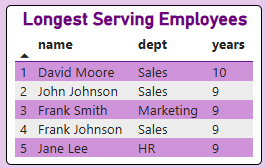 Longest Serving Employees
name dept years
1 David Moore Sales 10
2 John Johnson Sales 9
3 Frank Smith Marketing 9
4 Frank Johnson Sales 9
5 Jane Lee HR 9